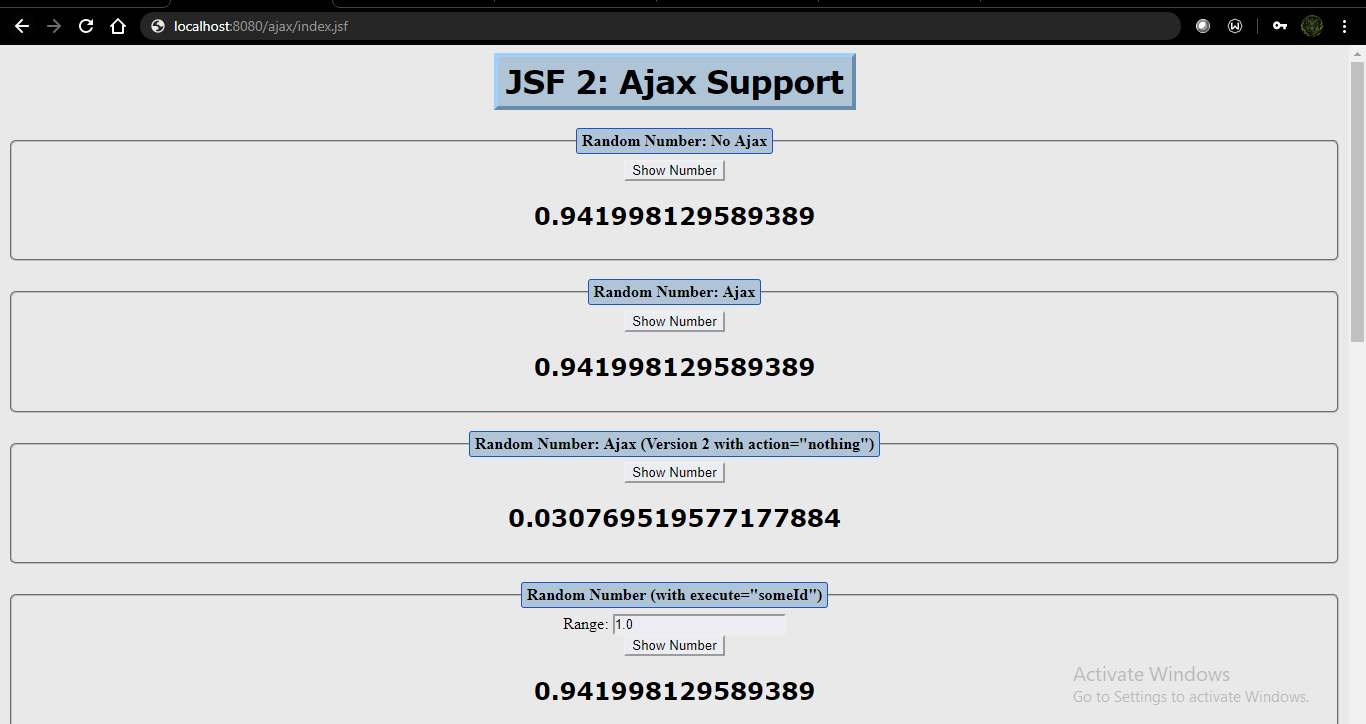 localhost:8080/ajax/index.jsf
JSF 2: Ajax Support
Random Number: No Ajax
Show Number
0.941998129589389
Random Number: Ajax
Show Number
0.941998129589389
Random Number: Ajax (Version 2 with action="nothing")
Show Number
0.030769519577177884
Random Number (with execute="someId")
Range: 1.0
Show Number
0.941998129589389
Activate Windows
Go to Settings to activate Windows.